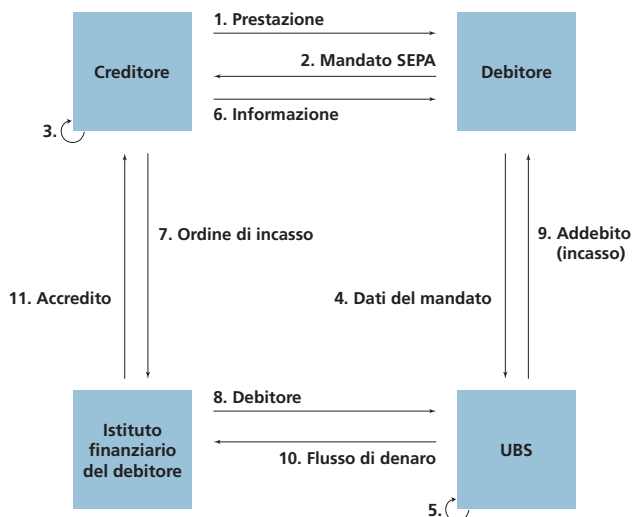 1. Prestazione
2. Mandato SEPA
Creditore
Debitore
6. Informazione
3.
7. Ordine di incasso
9. Addebito
(incasso)
11. Accredito
4. Dati del mandato
8. Debitore
Istituto
finanziario
del debitore
UBS
10. Flusso di denaro
5.